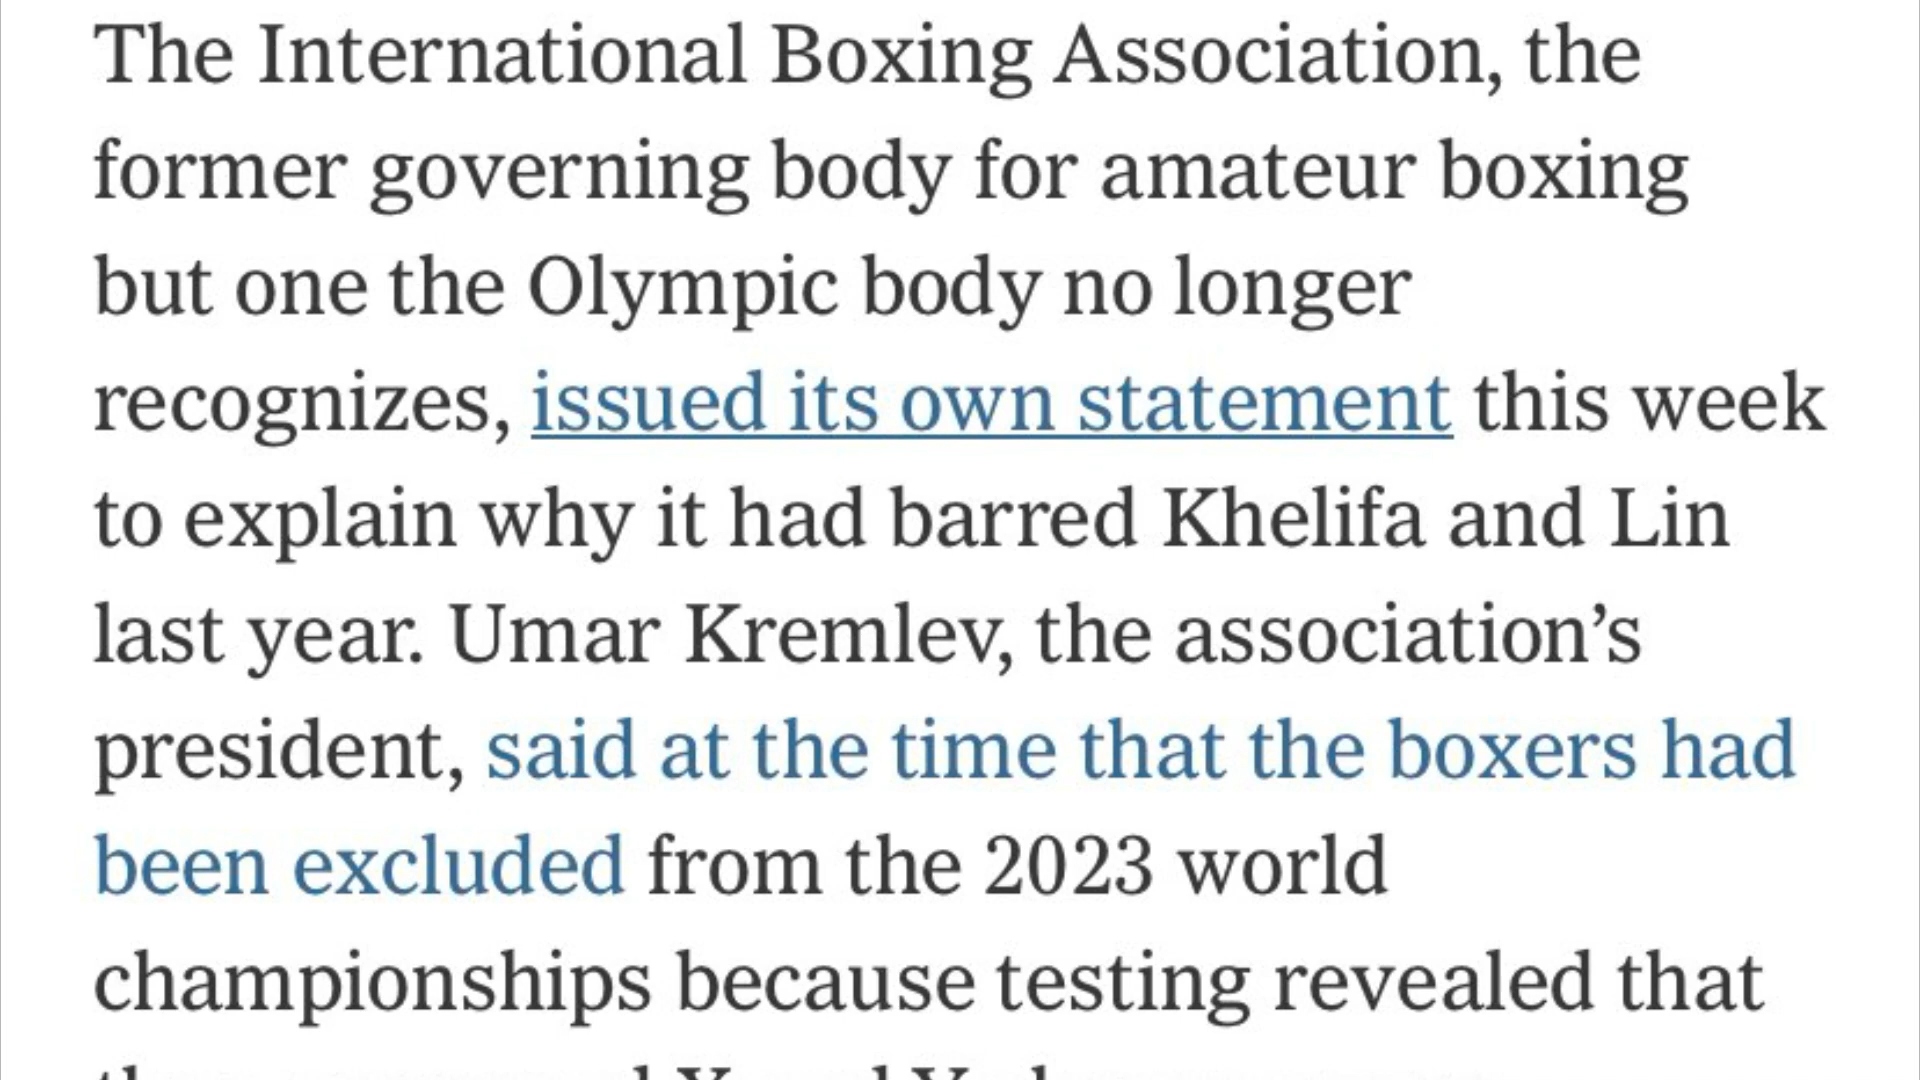 The International Boxing Association, the
former governing body for amateur boxing
but one the Olympic body no longer
recognizes, issued its own statement this week
to explain why it had barred Khelifa and Lin
last year. Umar Kremlev, the association’s
president, said at the time that the boxers had
been excluded from the 2023 world
championships because testing revealed that